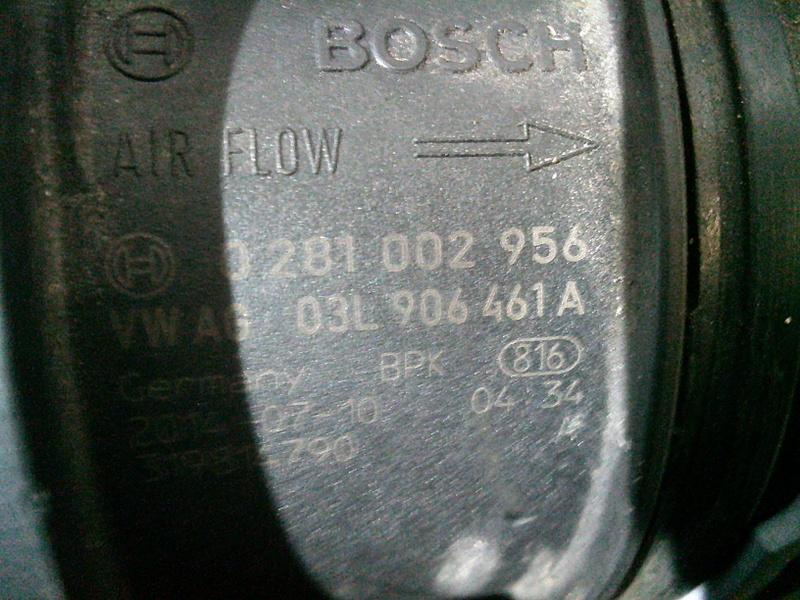 BOSCH
AIR FLOW
0 281 002 956
VW AG 03L 906 461 A
BPK 816
Germany
2014-07-10 04:34